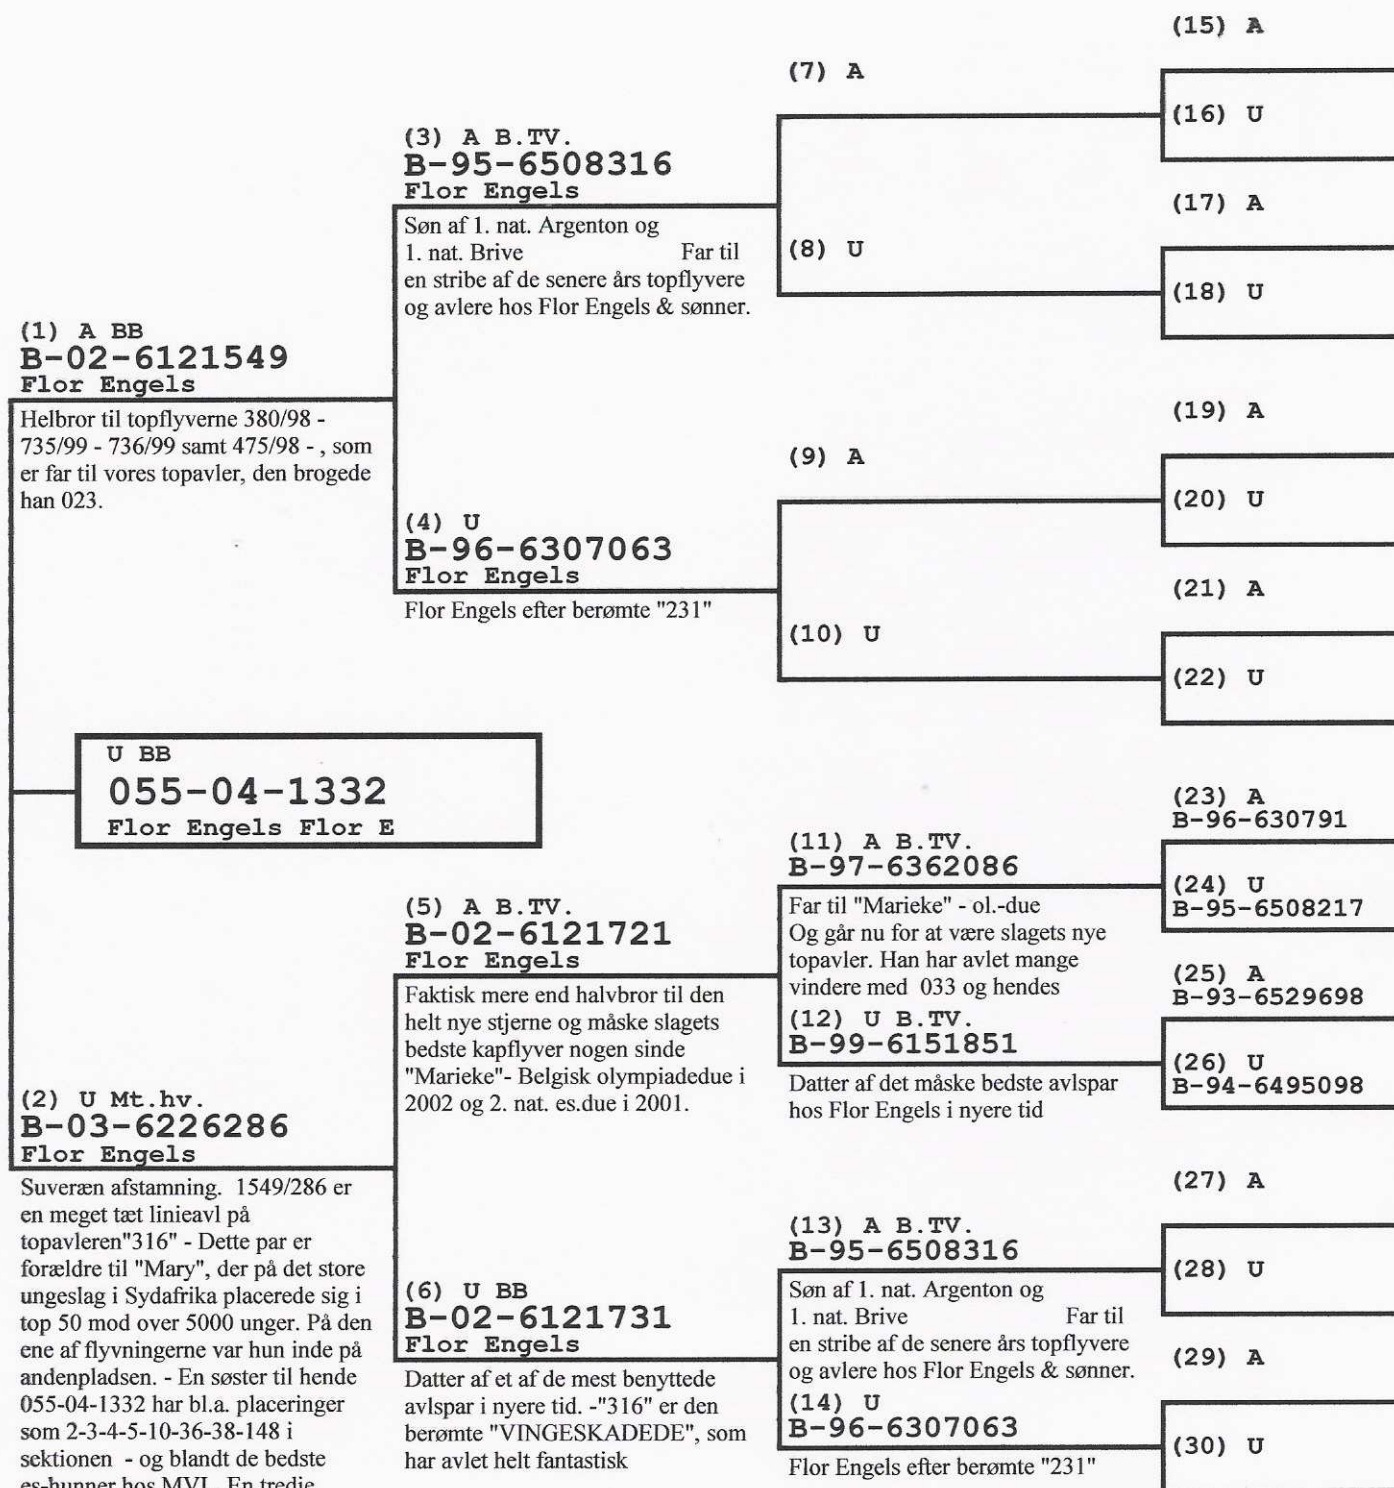 (1) A BB
B-02-6121549
Flor Engels
Helbror til topflyverne 380/98 -
735/99 - 736/99 samt 475/98 - , som
er far til vores topavler, den brogede
han 023.
U BB
055-04-1332
Flor Engels Flor E
(2) U Mt.hv.
B-03-6226286
Flor Engels
Suveræn afstamning. 1549/286 er
en meget tæt linieavl på
topavleren"316" - Dette par er
forældre til "Mary", der på det store
ungeslag i Sydafrika placerede sig i
top 50 mod over 5000 unger. På den
ene af flyvningerne var hun inde på
andenpladsen. - En søster til hende
055-04-1332 har bl.a. placeringer
som 2-3-4-5-10-36-38-148 i
sektionen - og blandt de bedste
es-hunner hos MVL. En tredie
(3) A B.TV.
B-95-6508316
Flor Engels
Søn af 1. nat. Argenton og
1. nat. Brive Far til
en stribe af de senere års topflyvere
og avlere hos Flor Engels & sønner.
(4) U
B-96-6307063
Flor Engels
Flor Engels efter berømte "231"
(5) A B.TV.
B-02-6121721
Flor Engels
Faktisk mere end halvbror til den
helt nye stjerne og måske slagets
bedste kapflyver nogen sinde
"Marieke"- Belgisk olympiadedue i
2002 og 2. nat. es.due i 2001.
(6) U BB
B-02-6121731
Flor Engels
Datter af et af de mest benyttede
avlspar i nyere tid. -"316" er den
berømte "VINGESKADEDE", som
har avlet helt fantastisk
(7) A
(8) U
(9) A
(10) U
(11) A B.TV.
B-97-6362086
Far til "Marieke" - ol.-due
Og går nu for at være slagets nye
topavler. Han har avlet mange
vindere med 033 og hendes
(12) U B.TV.
B-99-6151851
Datter af det måske bedste avlspar
hos Flor Engels i nyere tid
(13) A B.TV.
B-95-6508316
Søn af 1. nat. Argenton og
1. nat. Brive Far til
en stribe af de senere års topflyvere
og avlere hos Flor Engels & sønner.
(14) U
B-96-6307063
Flor Engels efter berømte "231"
(15) A
(16) U
(17) A
(18) U
(19) A
(20) U
(21) A
(22) U
(23) A
B-96-630791
(24) U
B-95-6508217
(25) A
B-93-6529698
(26) U
B-94-6495098
(27) A
(28) U
(29) A
(30) U